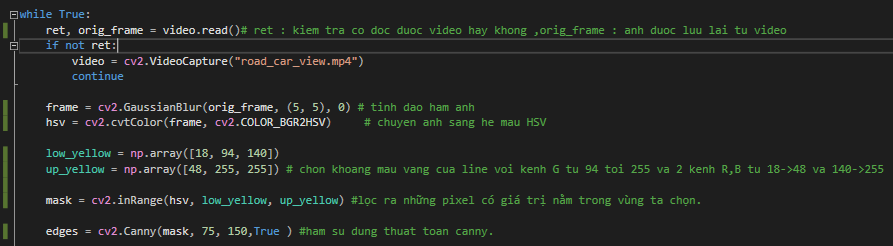 while True:
ret, orig_frame = video.read()# ret : kiem tra co doc duoc video hay khong ,orig_frame : anh duoc luu lai tu video
if not ret:
video = cv2.VideoCapture("road_car_view.mp4")
continue
frame = cv2.GaussianBlur(orig_frame, (5, 5), 0) # tinh dao ham anh
hsv = cv2.cvtColor(frame, cv2.COLOR_BGR2HSV) # chuyen anh sang he mau HSV
low_yellow = np.array([18, 94, 140])
up_yellow = np.array([48, 255, 255]) # chon khoang mau vang cua line voi kenh G tu 94 toi 255 va 2 kenh R,B tu 18->48 va 140->255
mask = cv2.inRange(hsv, low_yellow, up_yellow) #lọc ra những pixel có giá trị nằm trong vùng ta chọn.
edges = cv2.Canny(mask, 75, 150,True ) #ham su dung thuat toan canny.